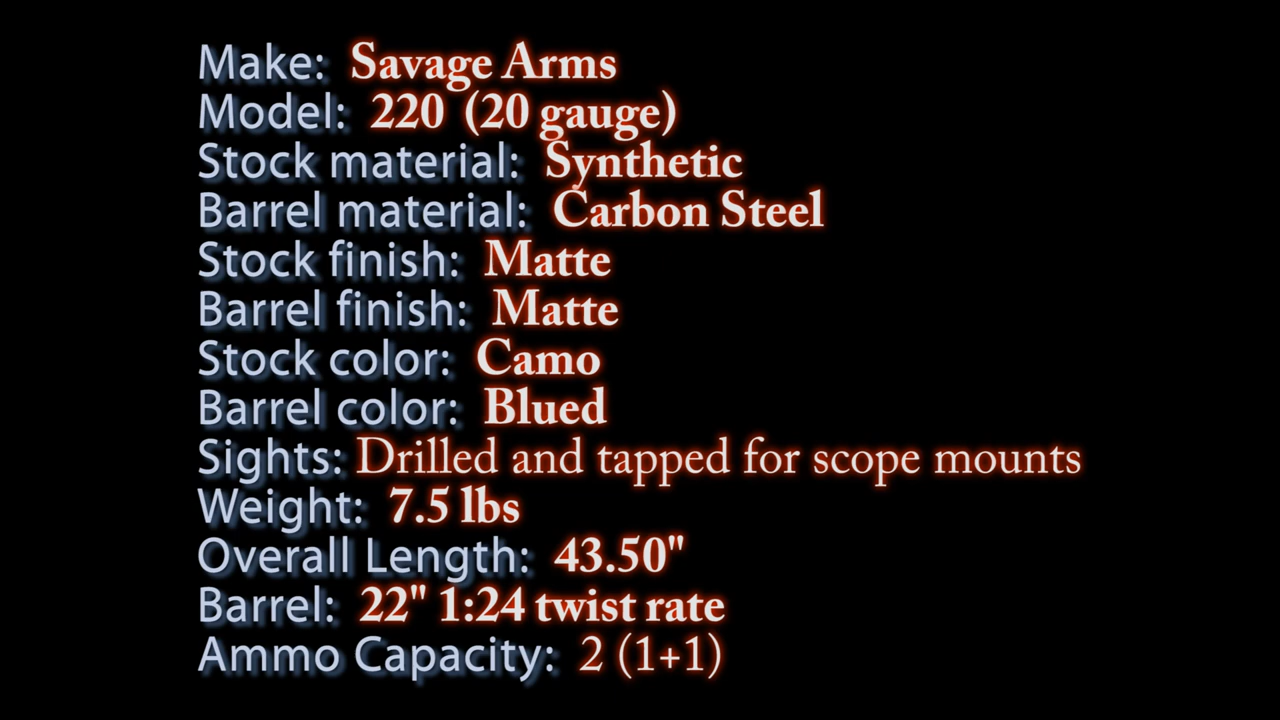 Make: Savage Arms
Model: 220 (20 gauge)
Stock material: Synthetic
Barrel material: Carbon Steel
Stock finish: Matte
Barrel finish: Matte
Stock color: Camo
Barrel color: Blued
Sights: Drilled and tapped for scope mounts
Weight: 7.5 lbs
Overall Length: 43.50"
Barrel: 22" 1:24 twist rate
Ammo Capacity: 2 (1+1)